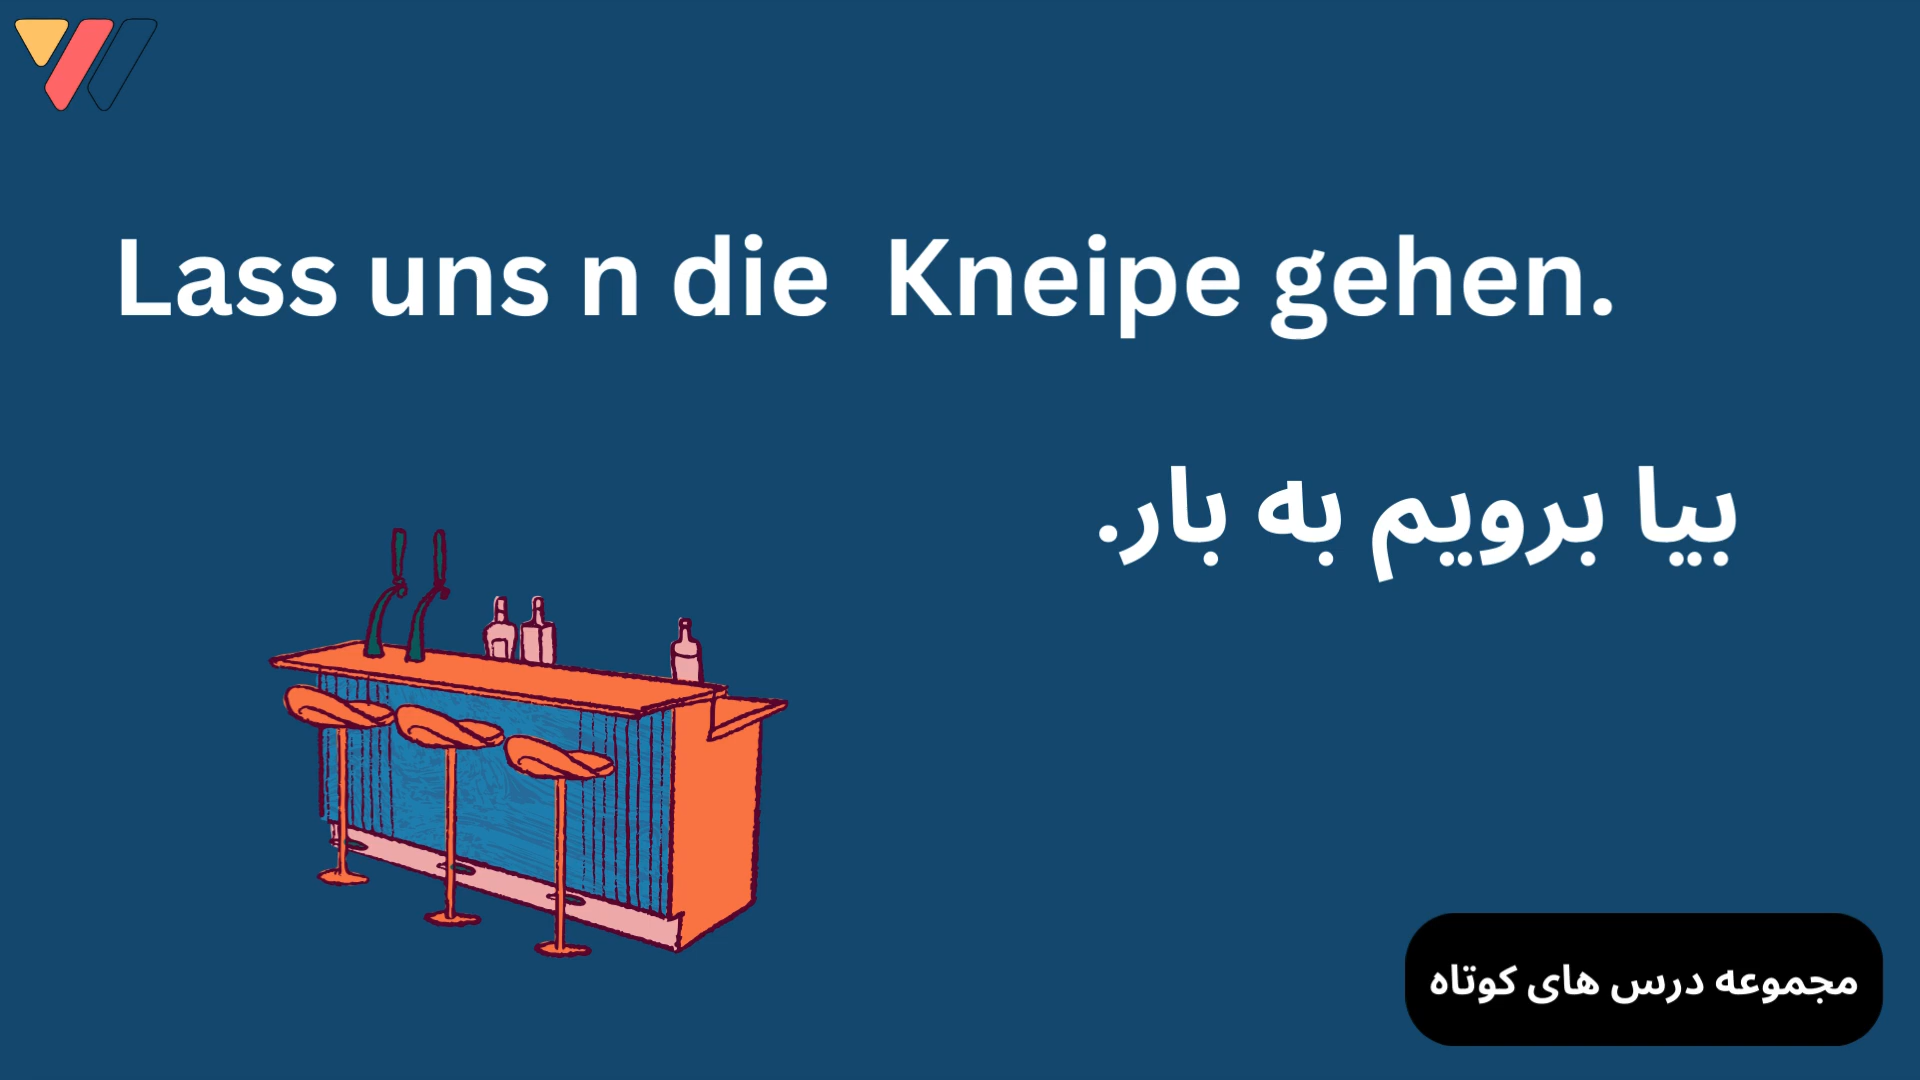 Lass uns n die  Kneipe gehen.
بیا برویم به بار.
مجموعه درس های کوتاه